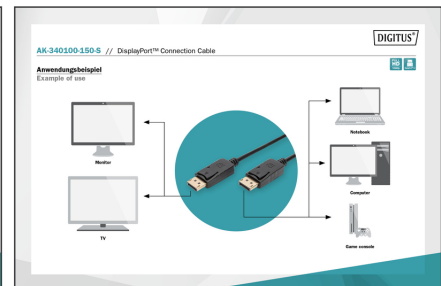 DIGITUS®
AK-340100-150-S // DisplayPort™ Connection Cable
Anwendungsbeispiel
Example of use
Monitor
TV
Notebook
Computer
Game console